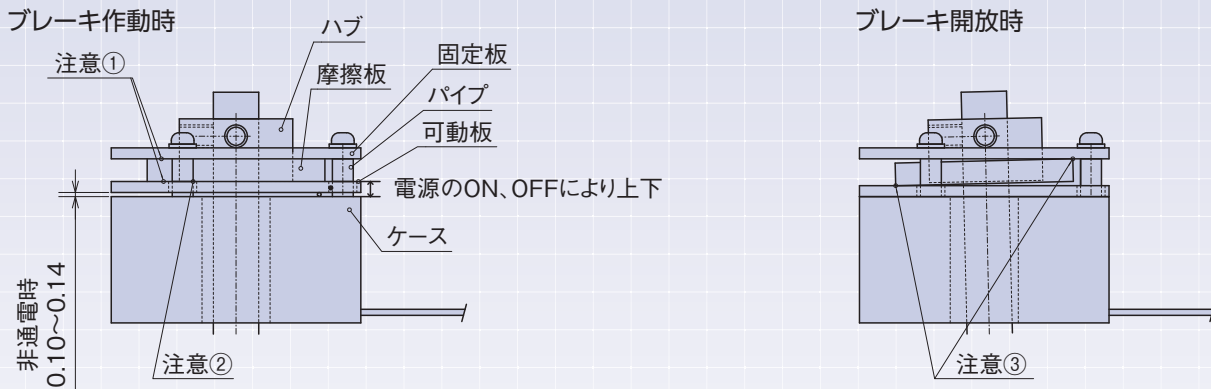 ブレーキ作動時
ブレーキ開放時
ハブ
注意①
固定板
摩擦板
パイプ
可動板
電源のON、OFFにより上下
ケース
非通電時
0.10〜0.14
注意②
注意③